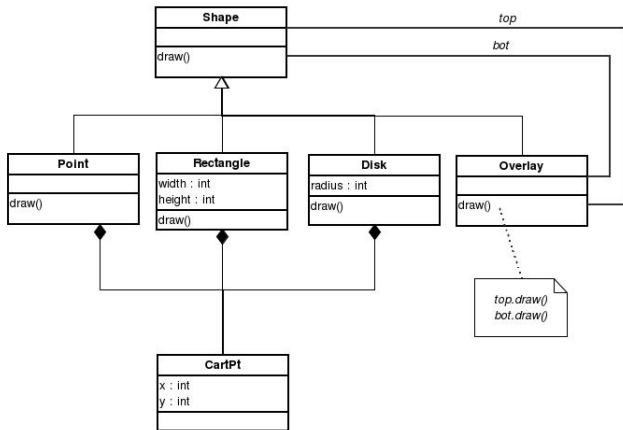 Shape
top
bot
draw()
Point
draw()
Rectangle
width : int
height : int
draw()
Disk
radius : int
draw()
Overlay
draw()
top.draw()
bot.draw()
CartPt
x : int
y : int